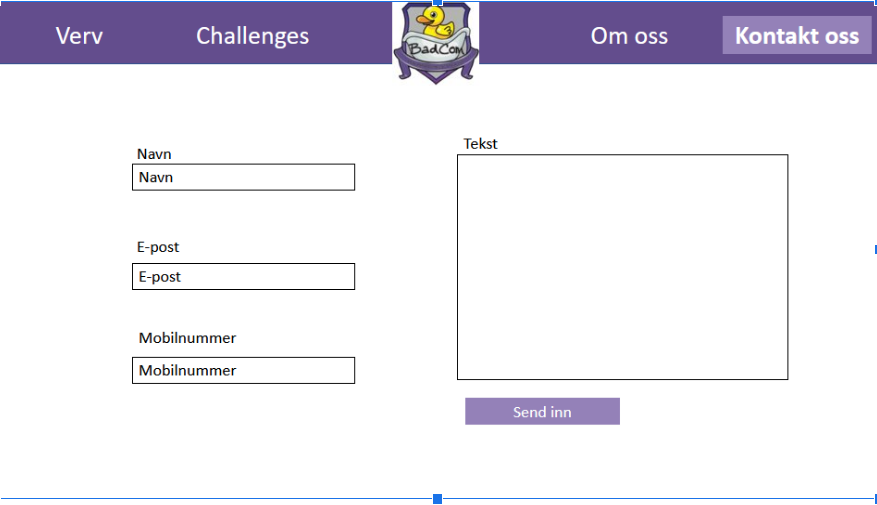 Verv
Challenges
BadCom
Om oss
Kontakt oss
Navn
Navn
E-post
E-post
Mobilnummer
Mobilnummer
Tekst
Send inn